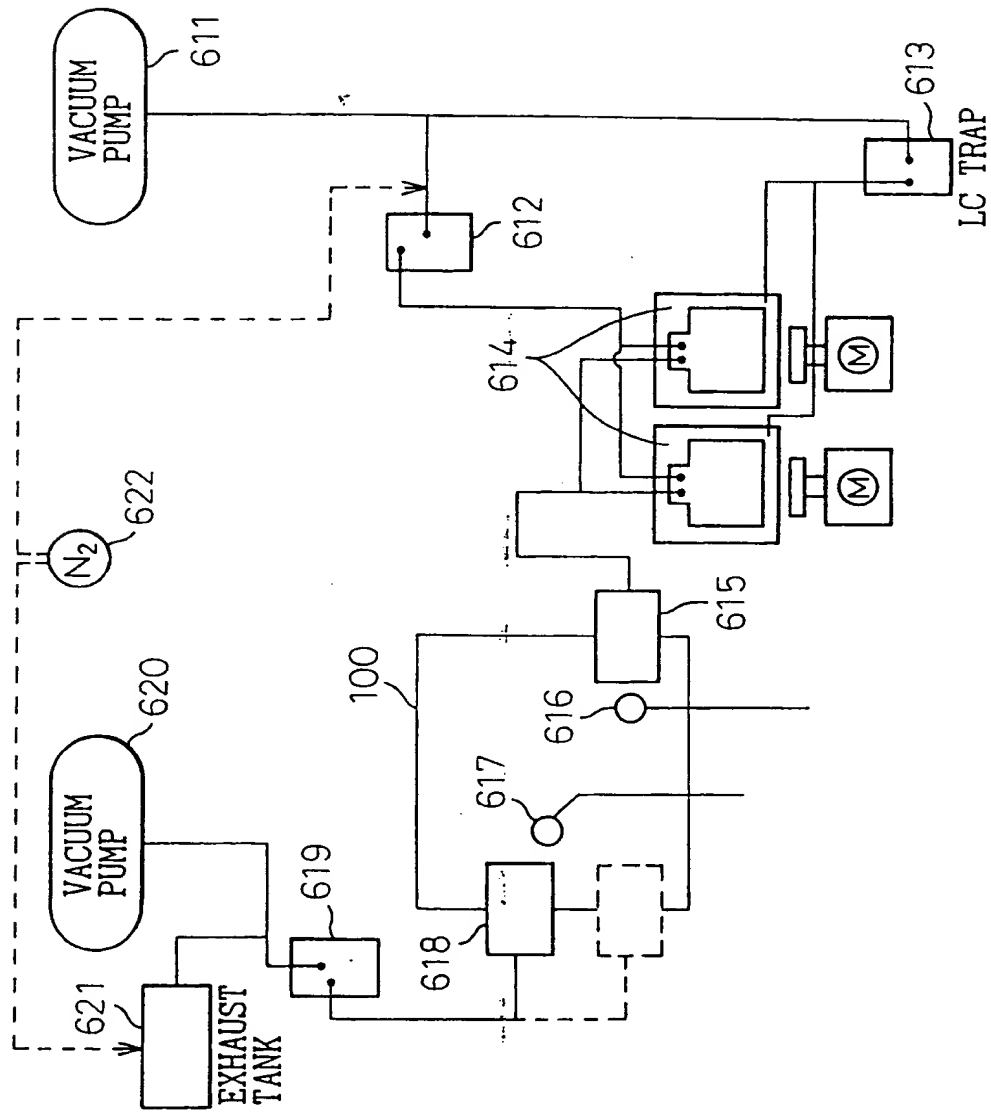 VACUUM
PUMP
611
612
613
LC TRAP
614
M
M
N2
622
615
616
617
100
618
619
VACUUM
PUMP
620
621
EXHAUST
TANK